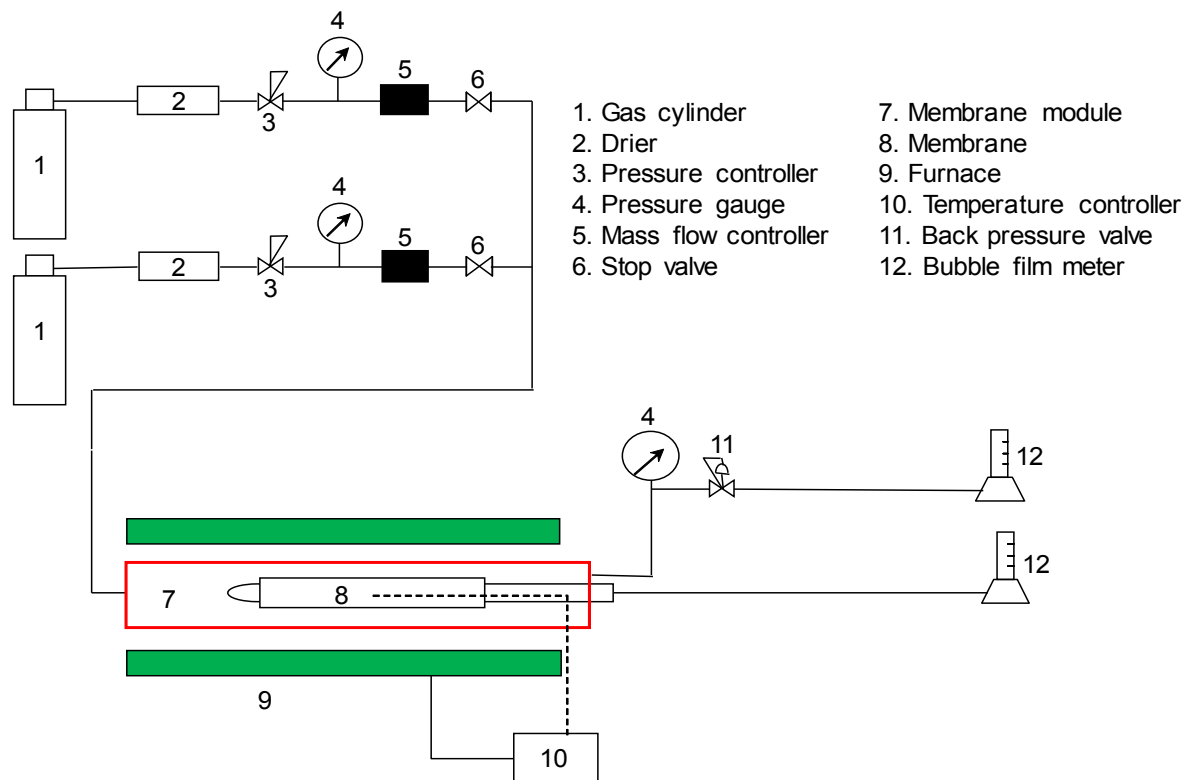 4
5
6
2
3
1
4
5
6
2
3
1
1. Gas cylinder
2. Drier
3. Pressure controller
4. Pressure gauge
5. Mass flow controller
6. Stop valve
7. Membrane module
8. Membrane
9. Furnace
10. Temperature controller
11. Back pressure valve
12. Bubble film meter
4
11
12
12
7
8
9
10